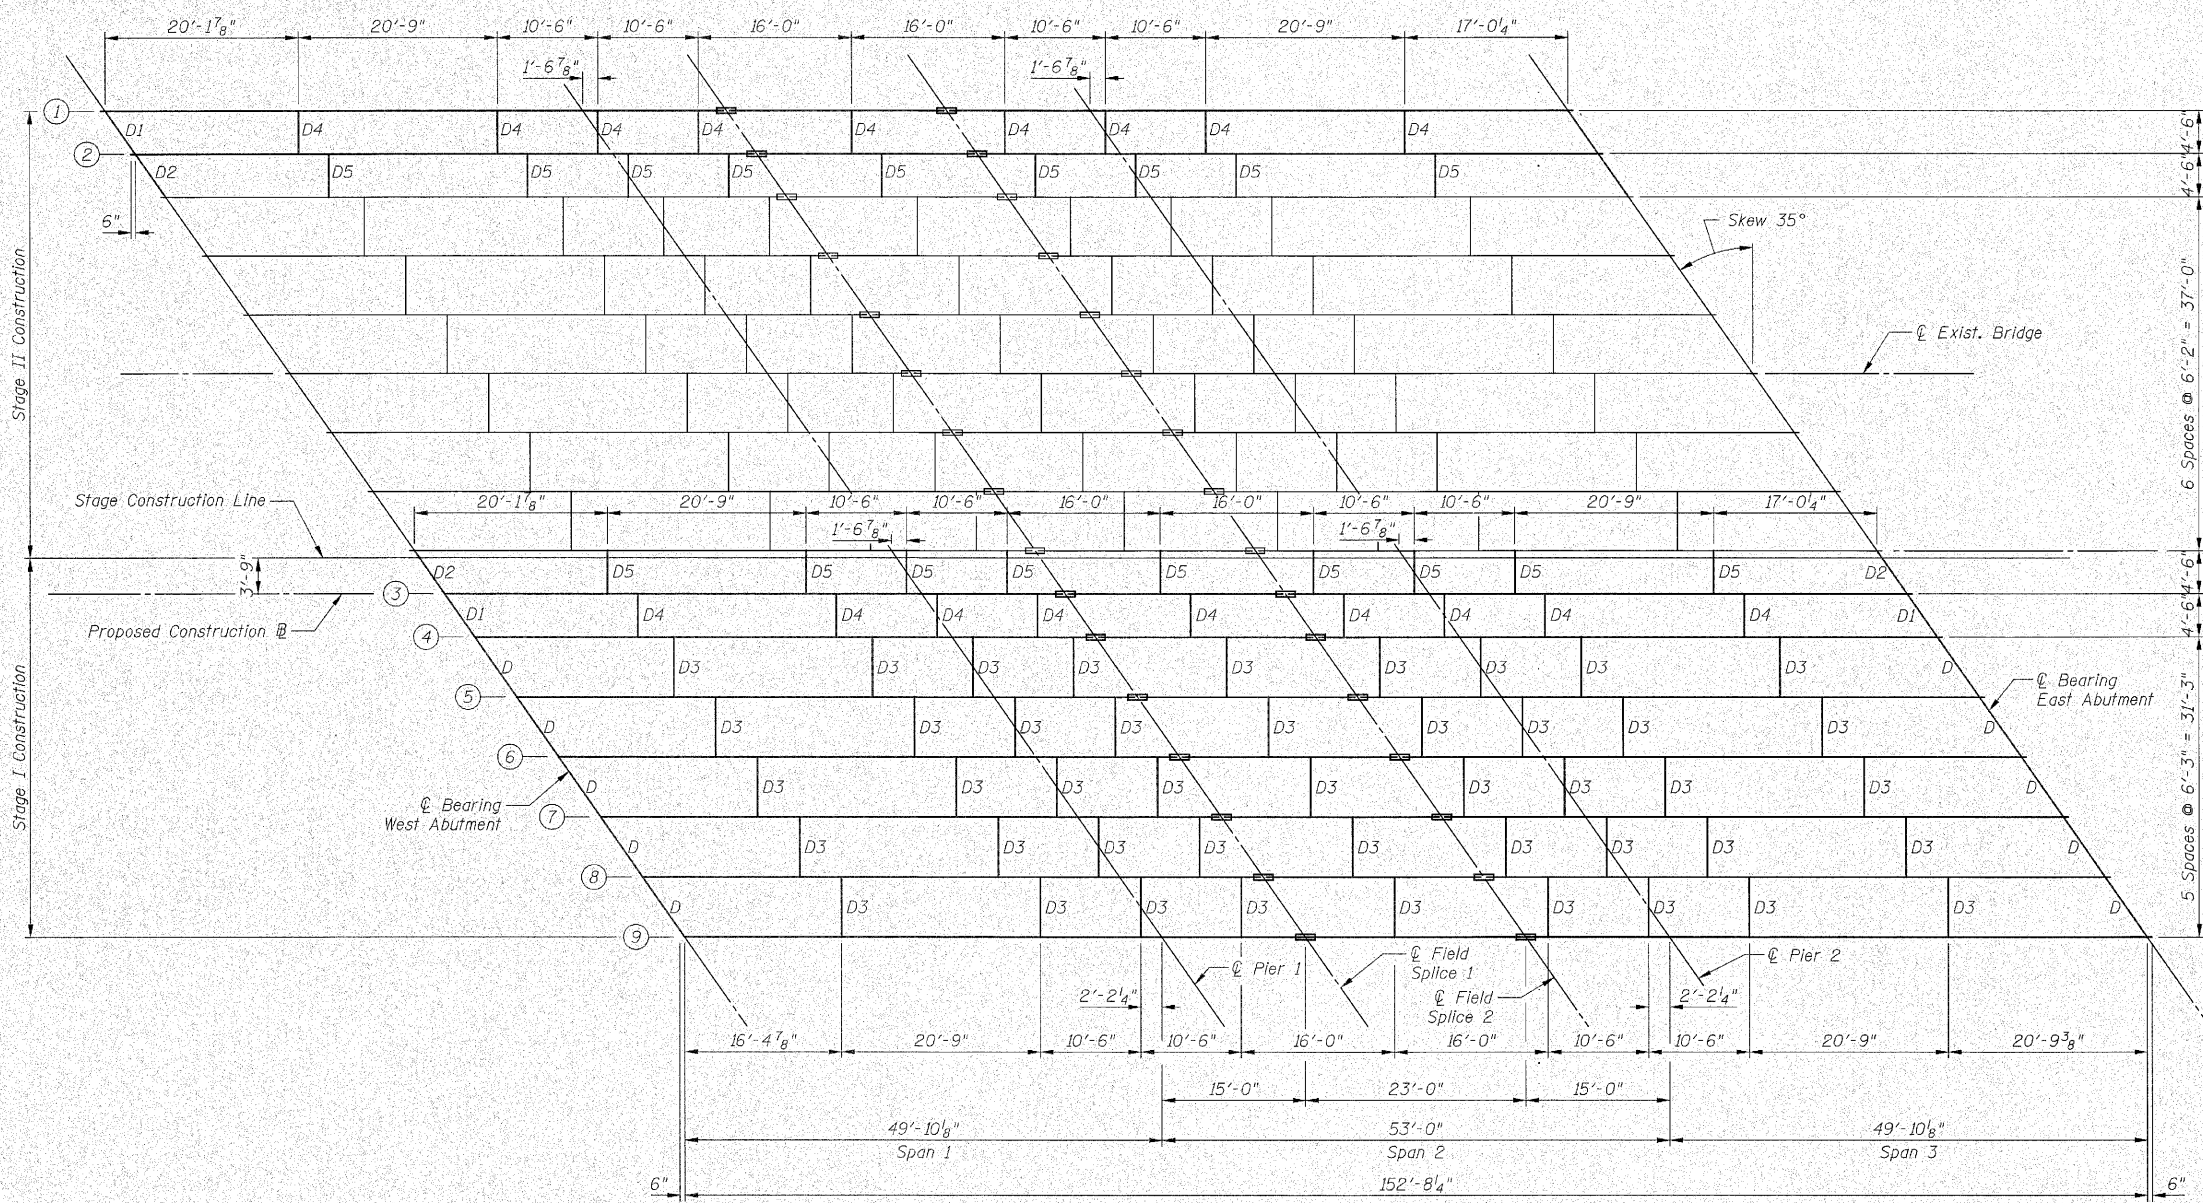 20'-1 7/8" 20'-9" 10'-6" 10'-6" 16'-0" 16'-0" 10'-6" 10'-6" 20'-9" 17'-0 1/4"
1'-6 7/8" 1'-6 7/8"
1
D1 D4 D4 D4 D4 D4 D4 D4 D4 D4
4'-6"
2
D2 D5 D5 D5 D5 D5 D5 D5 D5 D5
4'-6"
6"
Skew 35°
Stage II Construction
6 Spaces @ 6'-2" = 37'-0"
℄ Exist. Bridge
Stage Construction Line
20'-1 7/8" 20'-9" 10'-6" 10'-6" 16'-0" 16'-0" 10'-6" 10'-6" 20'-9" 17'-0 1/4"
1'-6 7/8" 1'-6 7/8"
3'-9"
D2 D5 D5 D5 D5 D5 D5 D5 D5 D5 D2
4'-6"
3
D1 D4 D4 D4 D4 D4 D4 D4 D4 D4 D1
4'-6"
Proposed Construction ℄
4
D D3 D3 D3 D3 D3 D3 D3 D3 D3 D
5
℄ Bearing
East Abutment
D D3 D3 D3 D3 D3 D3 D3 D3 D3 D
6
D D3 D3 D3 D3 D3 D3 D3 D3 D3 D
℄ Bearing
West Abutment
7
D D3 D3 D3 D3 D3 D3 D3 D3 D3 D
8
D D3 D3 D3 D3 D3 D3 D3 D3 D3 D
9
Stage I Construction
5 Spaces @ 6'-3" = 31'-3"
℄ Pier 1
℄ Field
Splice 1
℄ Field
Splice 2
℄ Pier 2
2'-2 1/4" 2'-2 1/4"
16'-4 7/8" 20'-9" 10'-6" 10'-6" 16'-0" 16'-0" 10'-6" 10'-6" 20'-9" 20'-9 3/8"
15'-0" 23'-0" 15'-0"
49'-10 1/8" 53'-0" 49'-10 1/8"
Span 1 Span 2 Span 3
6" 152'-8 1/4" 6"